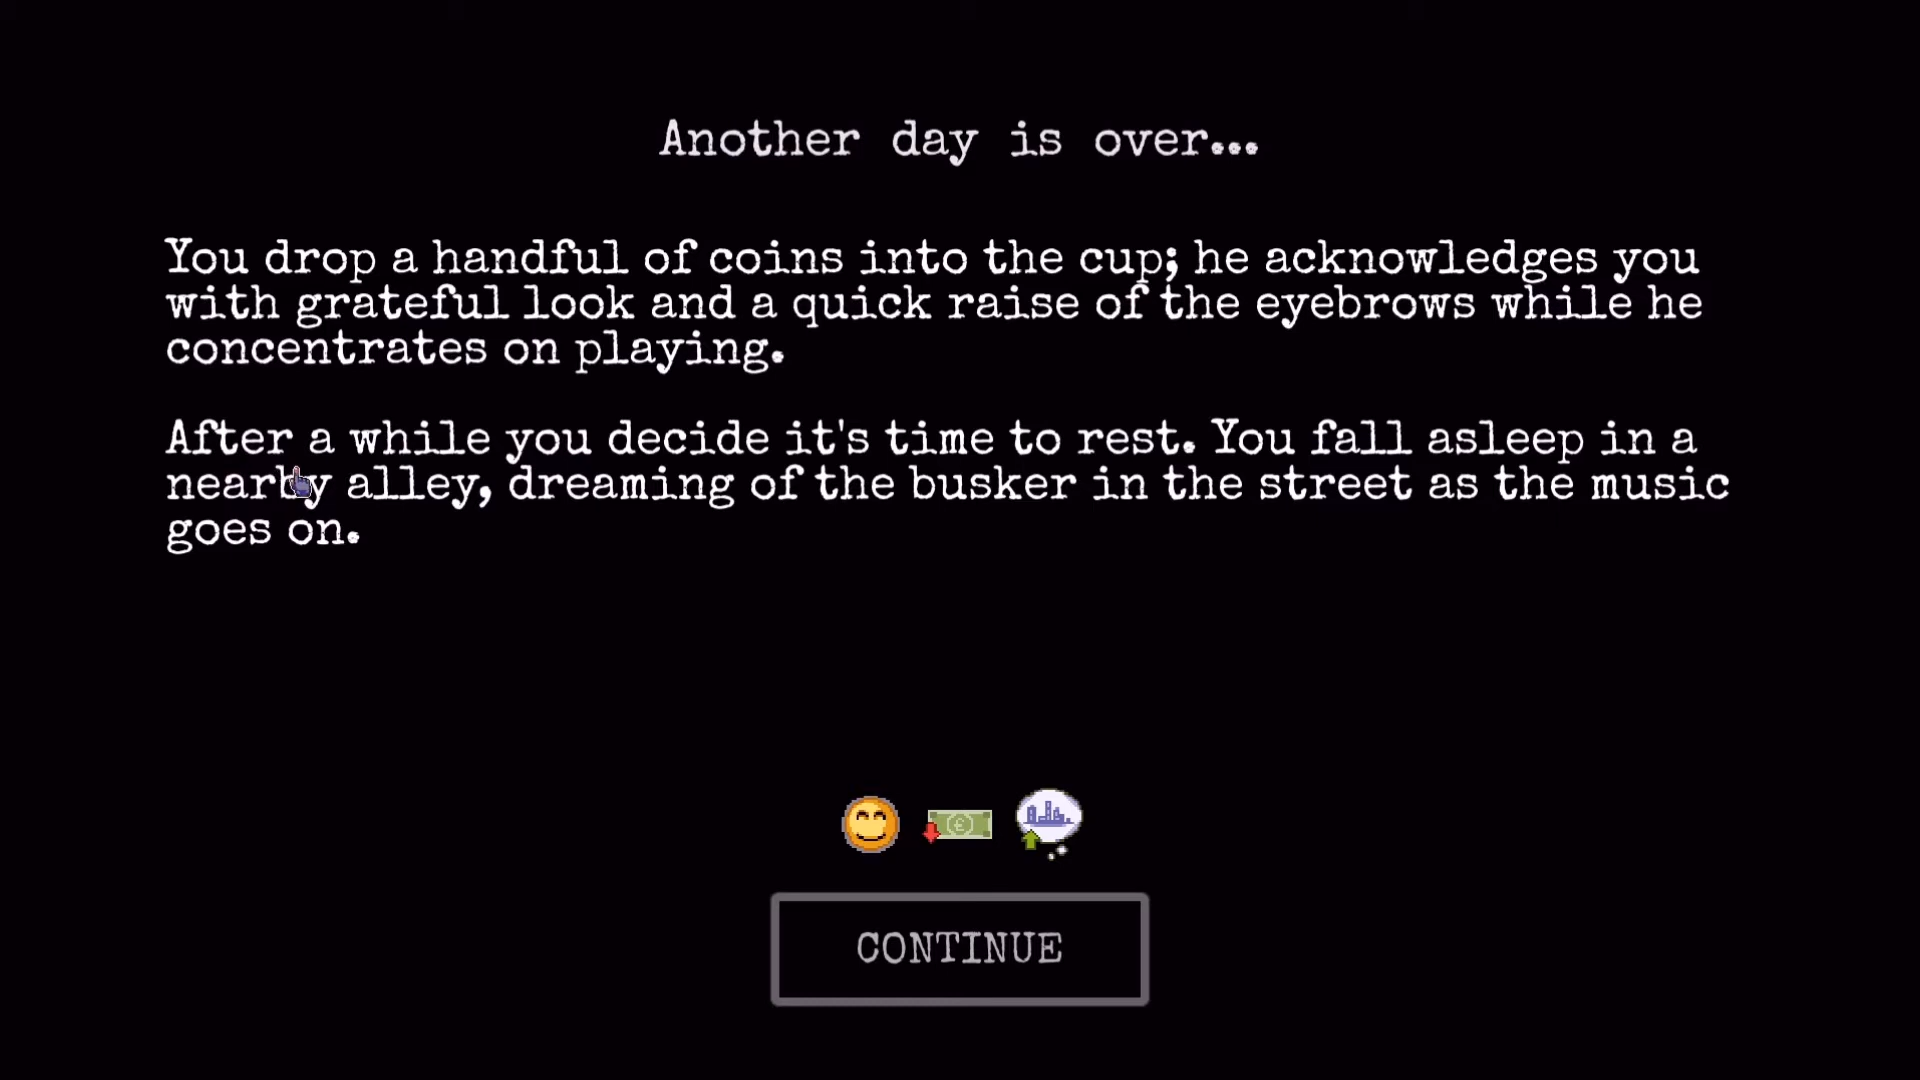 Another day is over...
You drop a handful of coins into the cup; he acknowledges you
with grateful look and a quick raise of the eyebrows while he
concentrates on playing.
After a while you decide it's time to rest. You fall asleep in a
nearby alley, dreaming of the busker in the street as the music
goes on.
£
CONTINUE